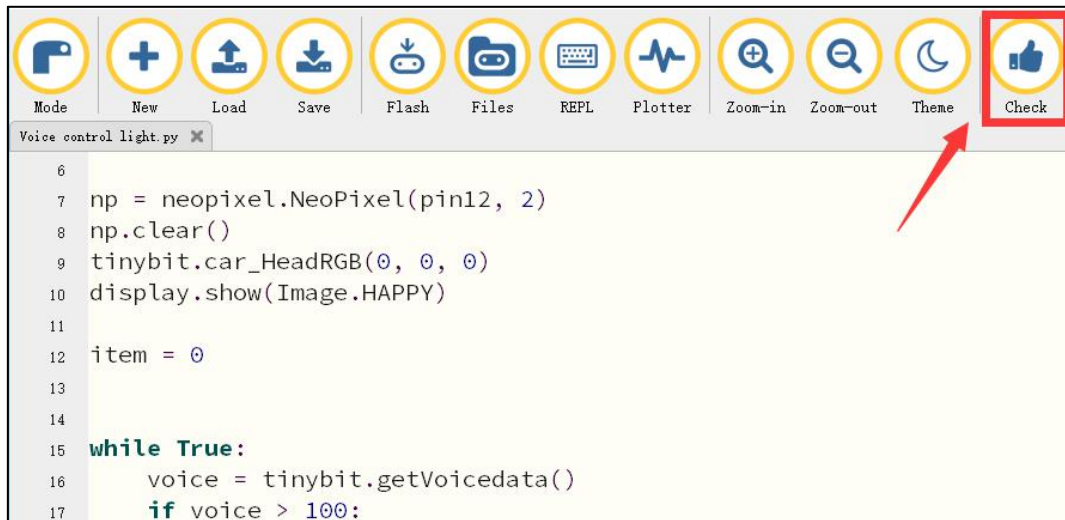 Mode New Load Save Flash Files REPL Plotter Zoom-in Zoom-out Theme Check
Voice control light.py
6
7 np = neopixel.NeoPixel(pin12, 2)
8 np.clear()
9 tinybit.car_HeadRGB(0, 0, 0)
10 display.show(Image.HAPPY)
11
12 item = 0
13
14
15 while True:
16     voice = tinybit.getVoicedata()
17     if voice > 100: